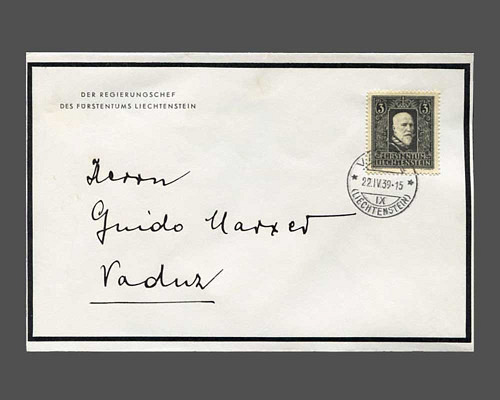 DER REGIERUNGSCHEF
DES FÜRSTENTUMS LIECHTENSTEIN
3 3
FÜRSTENTUM
LIECHTENSTEIN
22.IV.39-15
IX
(LIECHTENSTEIN)
Herrn
Guido Marxer
Vaduz